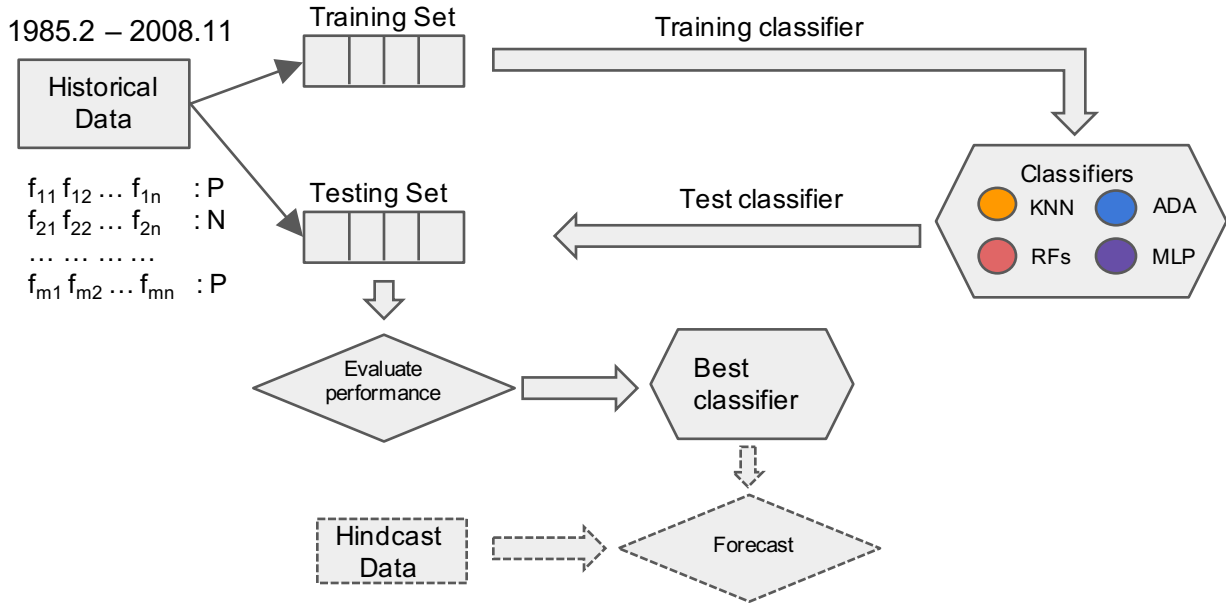 1985.2 – 2008.11
Training Set
Training classifier
Historical
Data
f11 f12 … f1n : P
f21 f22 … f2n : N
… … … …
fm1 fm2 … fmn : P
Testing Set
Test classifier
Classifiers
KNN
ADA
RFs
MLP
Evaluate
performance
Best
classifier
Hindcast
Data
Forecast